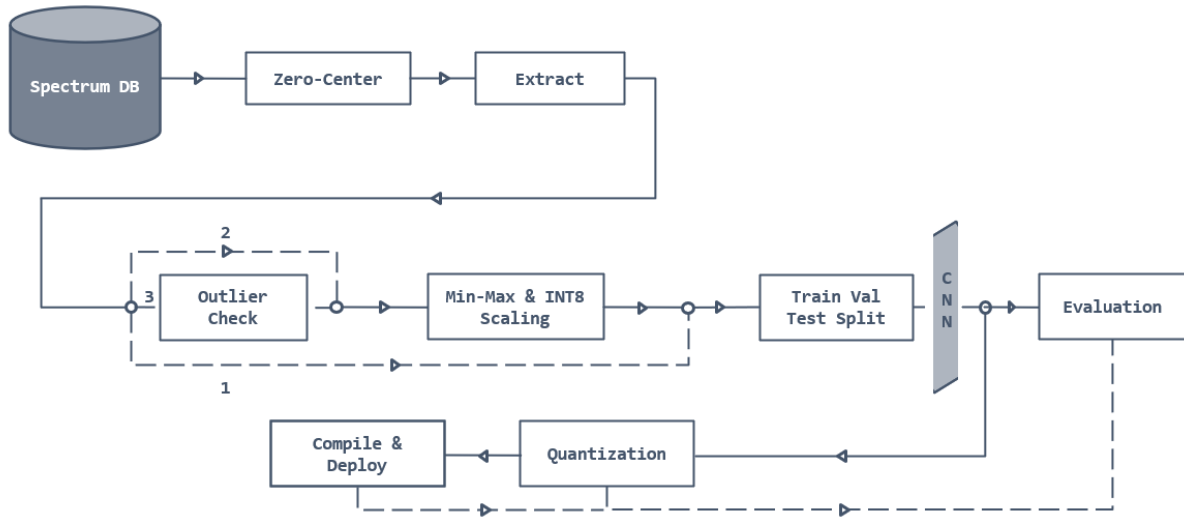 Spectrum DB
Zero-Center
Extract
2
3
Outlier
Check
Min-Max & INT8
Scaling
Train Val
Test Split
C
N
N
Evaluation
1
Compile &
Deploy
Quantization